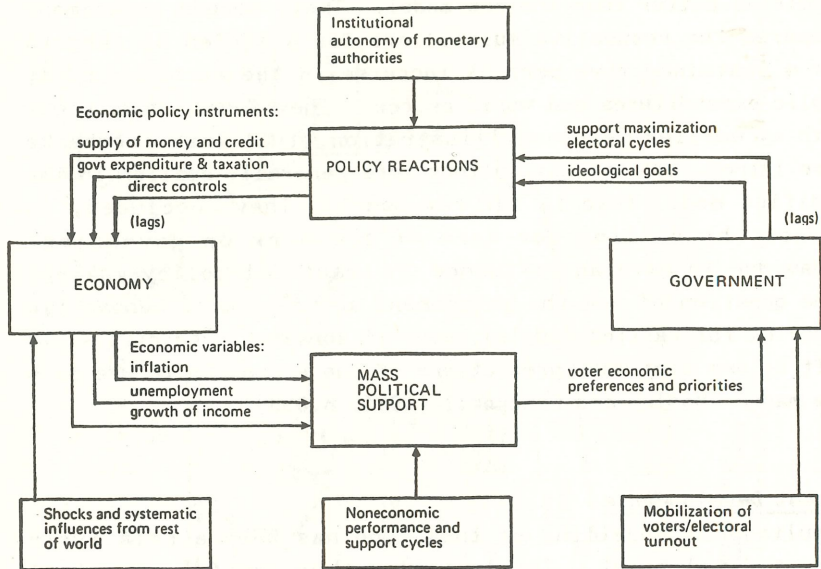 Institutional
autonomy of monetary
authorities
Economic policy instruments:
supply of money and credit
govt expenditure & taxation
direct controls
(lags)
POLICY REACTIONS
support maximization
electoral cycles
ideological goals
(lags)
ECONOMY
GOVERNMENT
Economic variables:
inflation
unemployment
growth of income
MASS
POLITICAL
SUPPORT
voter economic
preferences and priorities
Shocks and systematic
influences from rest
of world
Noneconomic
performance and
support cycles
Mobilization of
voters/electoral
turnout